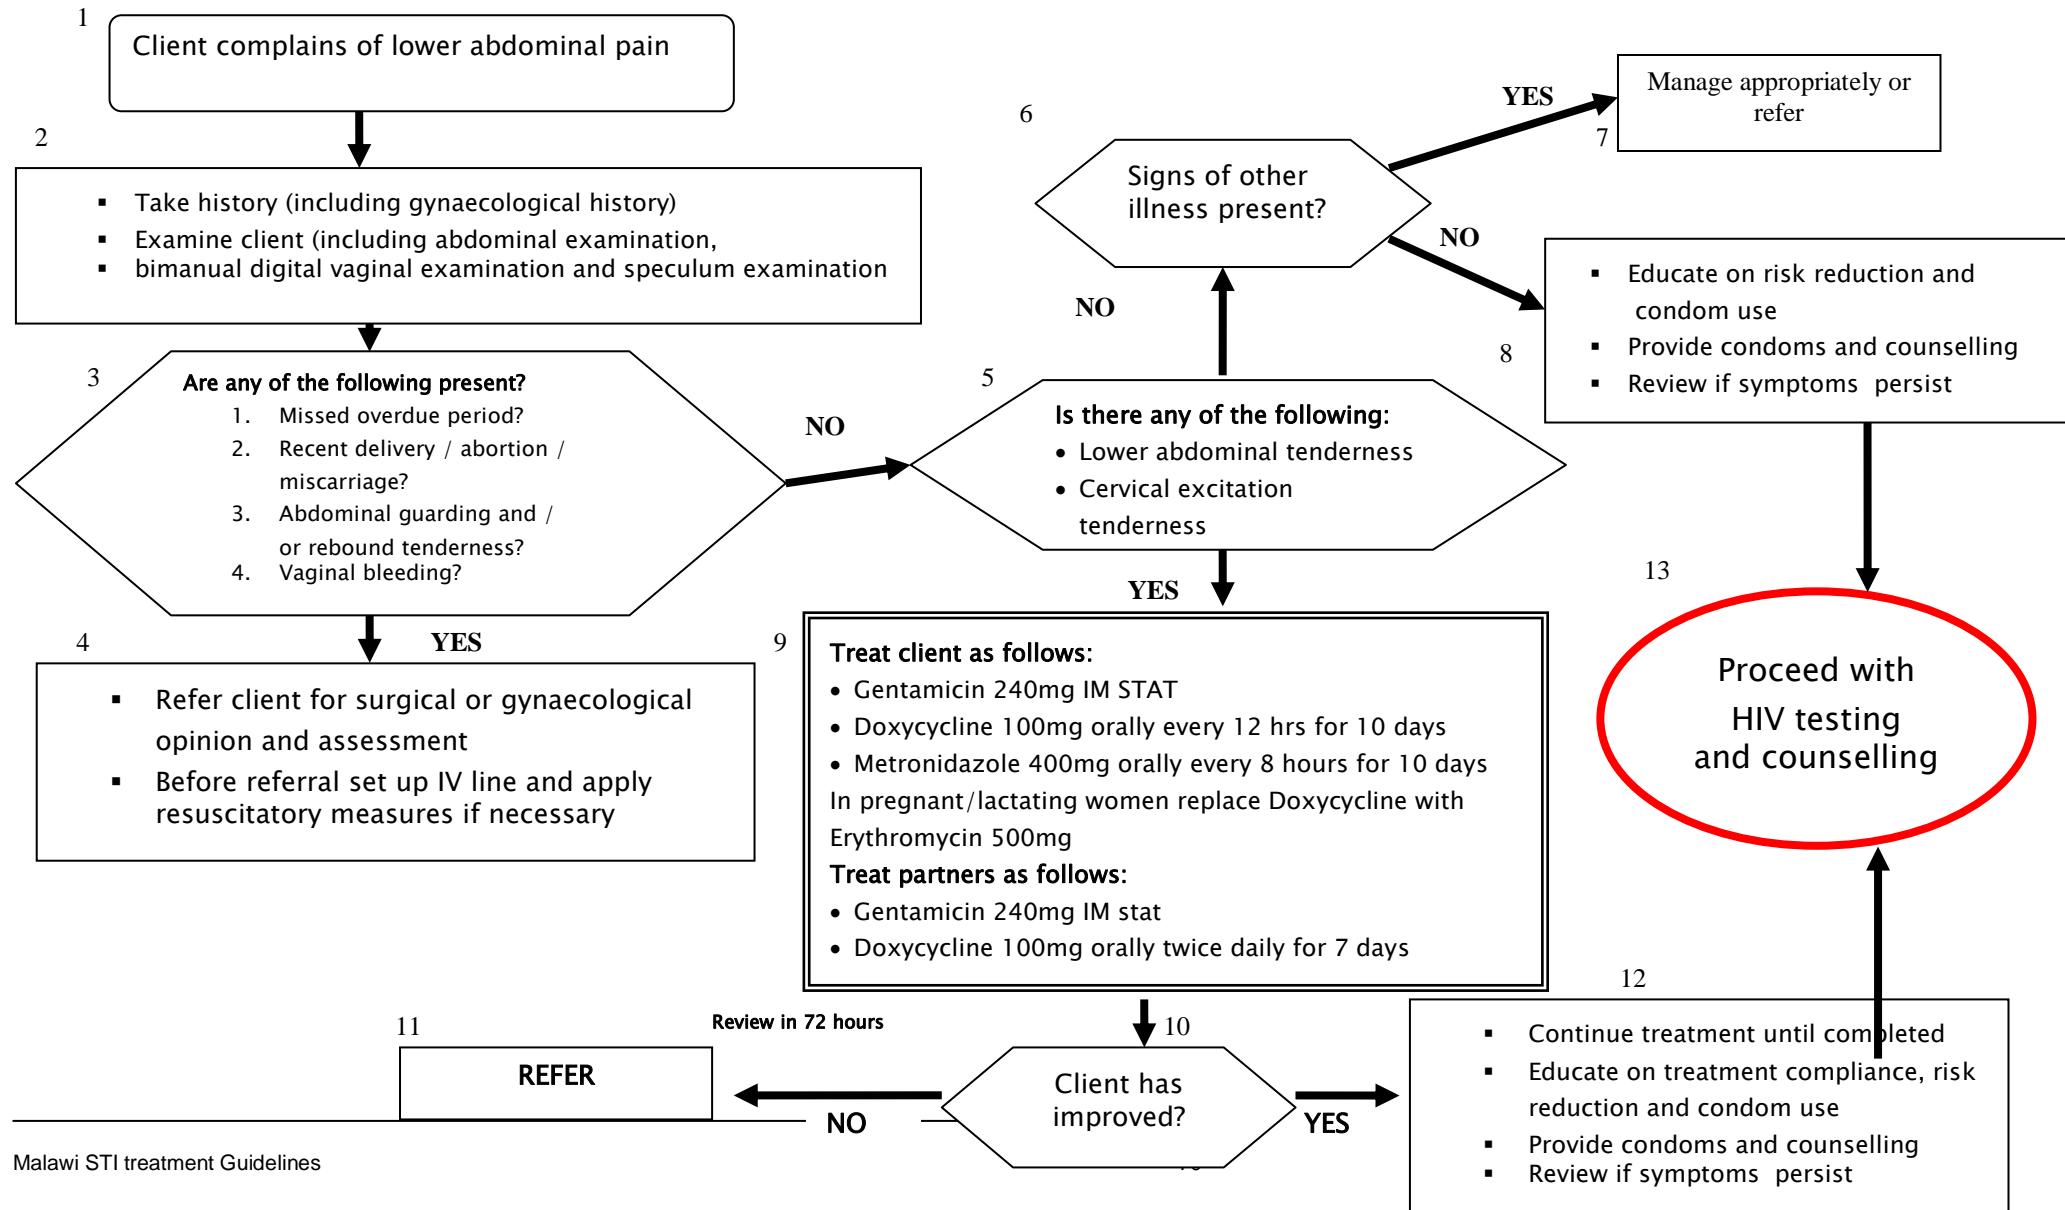 1
Client complains of lower abdominal pain
2
▪ Take history (including gynaecological history)
▪ Examine client (including abdominal examination,
▪ bimanual digital vaginal examination and speculum examination
3
Are any of the following present?
1. Missed overdue period?
2. Recent delivery / abortion /
miscarriage?
3. Abdominal guarding and /
or rebound tenderness?
4. Vaginal bleeding?
NO
YES
4
▪ Refer client for surgical or gynaecological
opinion and assessment
▪ Before referral set up IV line and apply
resuscitatory measures if necessary
5
Is there any of the following:
• Lower abdominal tenderness
• Cervical excitation
tenderness
NO
YES
6
Signs of other
illness present?
YES
NO
7
Manage appropriately or
refer
8
▪ Educate on risk reduction and
condom use
▪ Provide condoms and counselling
▪ Review if symptoms persist
9
Treat client as follows:
• Gentamicin 240mg IM STAT
• Doxycycline 100mg orally every 12 hrs for 10 days
• Metronidazole 400mg orally every 8 hours for 10 days
In pregnant/lactating women replace Doxycycline with
Erythromycin 500mg
Treat partners as follows:
• Gentamicin 240mg IM stat
• Doxycycline 100mg orally twice daily for 7 days
Review in 72 hours
10
Client has
improved?
NO
YES
11
REFER
12
▪ Continue treatment until completed
▪ Educate on treatment compliance, risk
reduction and condom use
▪ Provide condoms and counselling
▪ Review if symptoms persist
13
Proceed with
HIV testing
and counselling
Malawi STI treatment Guidelines